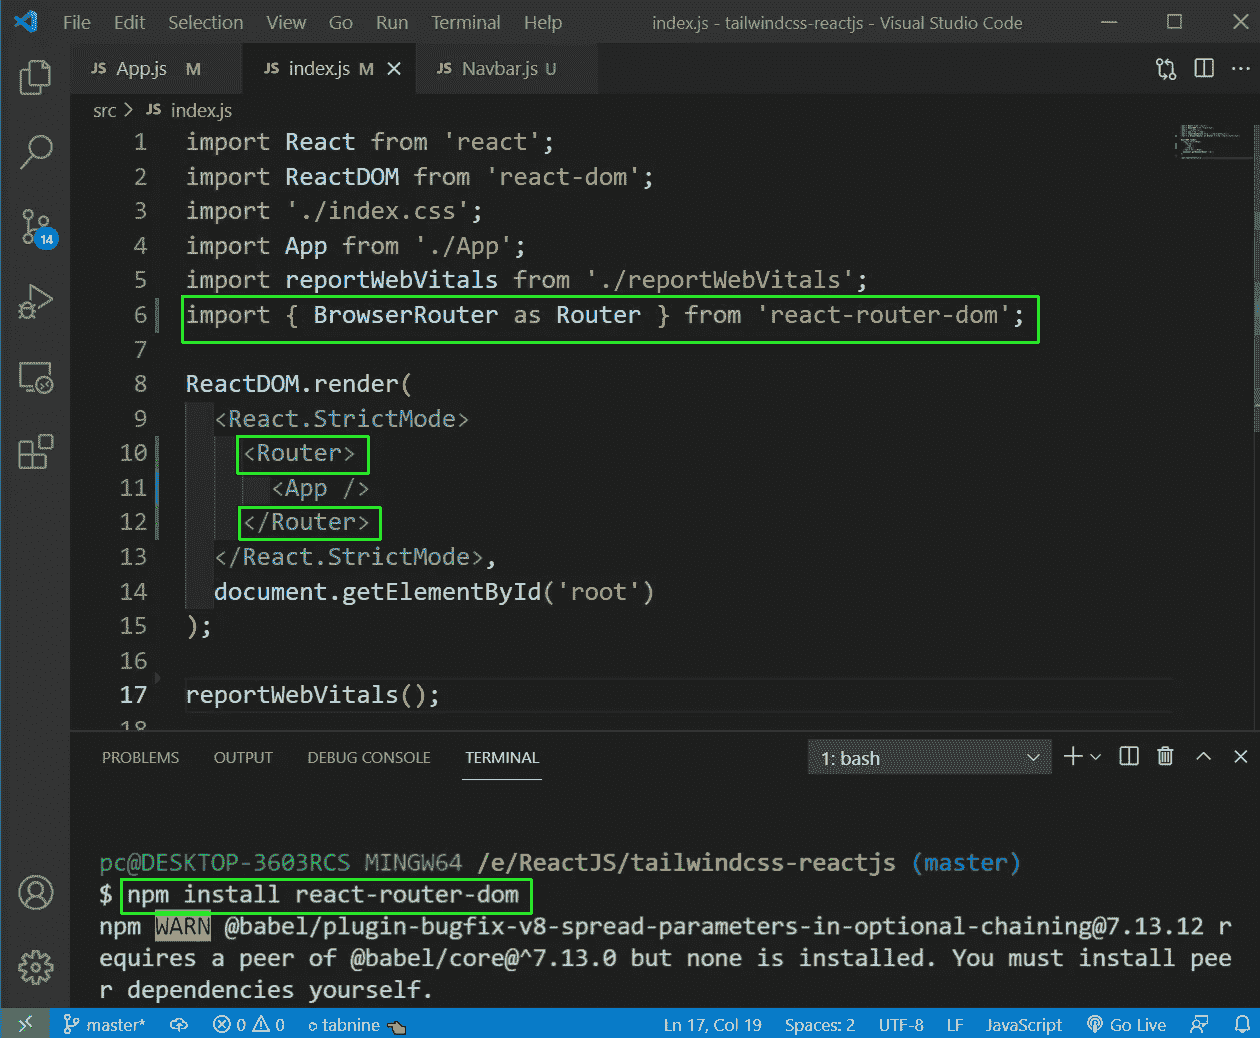 File Edit Selection View Go Run Terminal Help index.js - tailwindcss-reactjs - Visual Studio Code
JS App.js M JS index.js M JS Navbar.js U
src > JS index.js
1 import React from 'react';
2 import ReactDOM from 'react-dom';
3 import './index.css';
4 import App from './App';
5 import reportWebVitals from './reportWebVitals';
6 import { BrowserRouter as Router } from 'react-router-dom';
7
8 ReactDOM.render(
9 <React.StrictMode>
10 <Router>
11 <App />
12 </Router>
13 </React.StrictMode>,
14 document.getElementById('root')
15 );
16
17 reportWebVitals();
18
14
PROBLEMS OUTPUT DEBUG CONSOLE TERMINAL 1: bash
pc@DESKTOP-3603RCS MINGW64 /e/ReactJS/tailwindcss-reactjs (master)
$ npm install react-router-dom
npm WARN @babel/plugin-bugfix-v8-spread-parameters-in-optional-chaining@7.13.12 r
equires a peer of @babel/core@^7.13.0 but none is installed. You must install pee
r dependencies yourself.
master* 0 0 tabnine Ln 17, Col 19 Spaces: 2 UTF-8 LF JavaScript Go Live